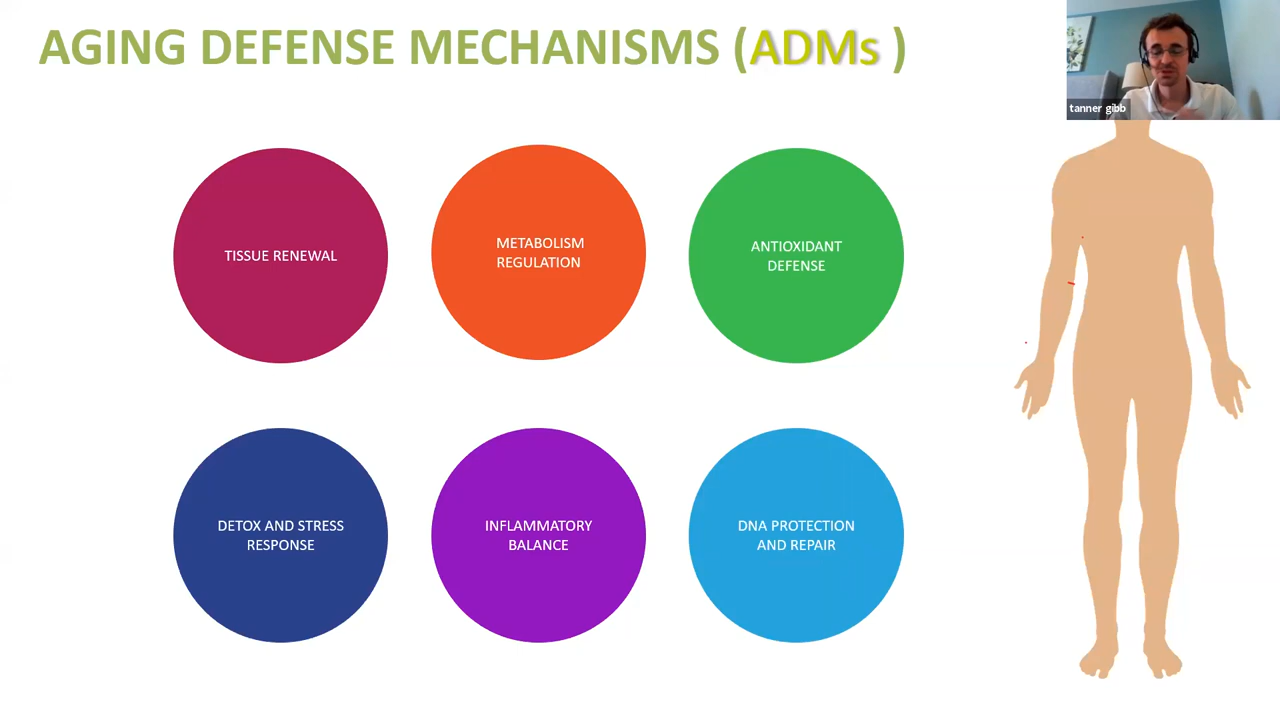 AGING DEFENSE MECHANISMS (ADMs )
tanner gibb
TISSUE RENEWAL
METABOLISM
REGULATION
ANTIOXIDANT
DEFENSE
DETOX AND STRESS
RESPONSE
INFLAMMATORY
BALANCE
DNA PROTECTION
AND REPAIR